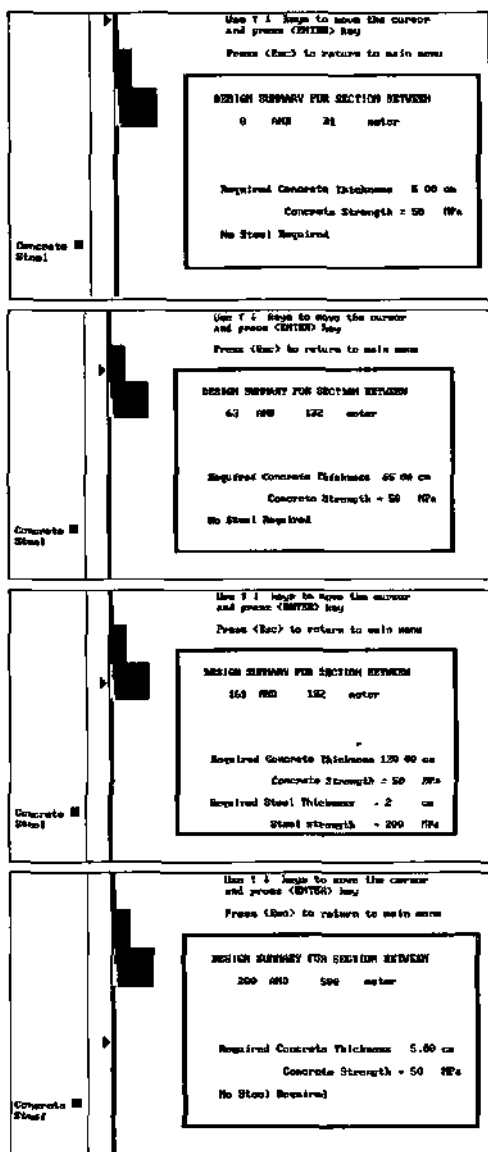 Use ↑ ↓ keys to move the cursor
and press <ENTER> key
Press <Esc> to return to main menu
DESIGN SUMMARY FOR SECTION BETWEEN
0 AND meter
Required Concrete Thickness 5.00 cm
Concrete Strength = 50 MPa
No Steel Required
Concrete
Steel
Use ↑ ↓ keys to move the cursor
and press <ENTER> key
Press <Esc> to return to main menu
DESIGN SUMMARY FOR SECTION BETWEEN
63 AND 132 meter
Required Concrete Thickness cm
Concrete Strength = 50 MPa
No Steel Required
Concrete
Steel
Use ↑ ↓ keys to move the cursor
and press <ENTER> key
Press <Esc> to return to main menu
DESIGN SUMMARY FOR SECTION BETWEEN
AND meter
Required Concrete Thickness cm
Concrete Strength = 50 MPa
Required Steel Thickness = 2 cm
Steel strength = 200 MPa
Concrete
Steel
Use ↑ ↓ keys to move the cursor
and press <ENTER> key
Press <Esc> to return to main menu
DESIGN SUMMARY FOR SECTION BETWEEN
200 AND 500 meter
Required Concrete Thickness 5.00 cm
Concrete Strength = 50 MPa
No Steel Required
Concrete
Steel